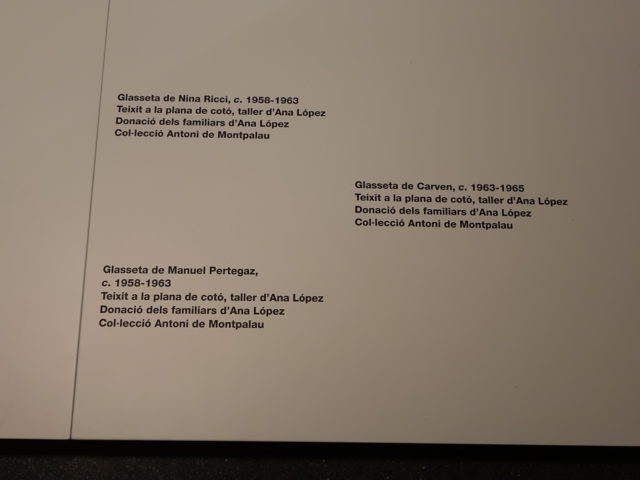 Glasseta de Nina Ricci, c. 1958-1963
Teixit a la plana de cotó, taller d'Ana López
Donació dels familiars d'Ana López
Col·lecció Antoni de Montpalau
Glasseta de Carven, c. 1963-1965
Teixit a la plana de cotó, taller d'Ana López
Donació dels familiars d'Ana López
Col·lecció Antoni de Montpalau
Glasseta de Manuel Pertegaz,
c. 1958-1963
Teixit a la plana de cotó, taller d'Ana López
Donació dels familiars d'Ana López
Col·lecció Antoni de Montpalau